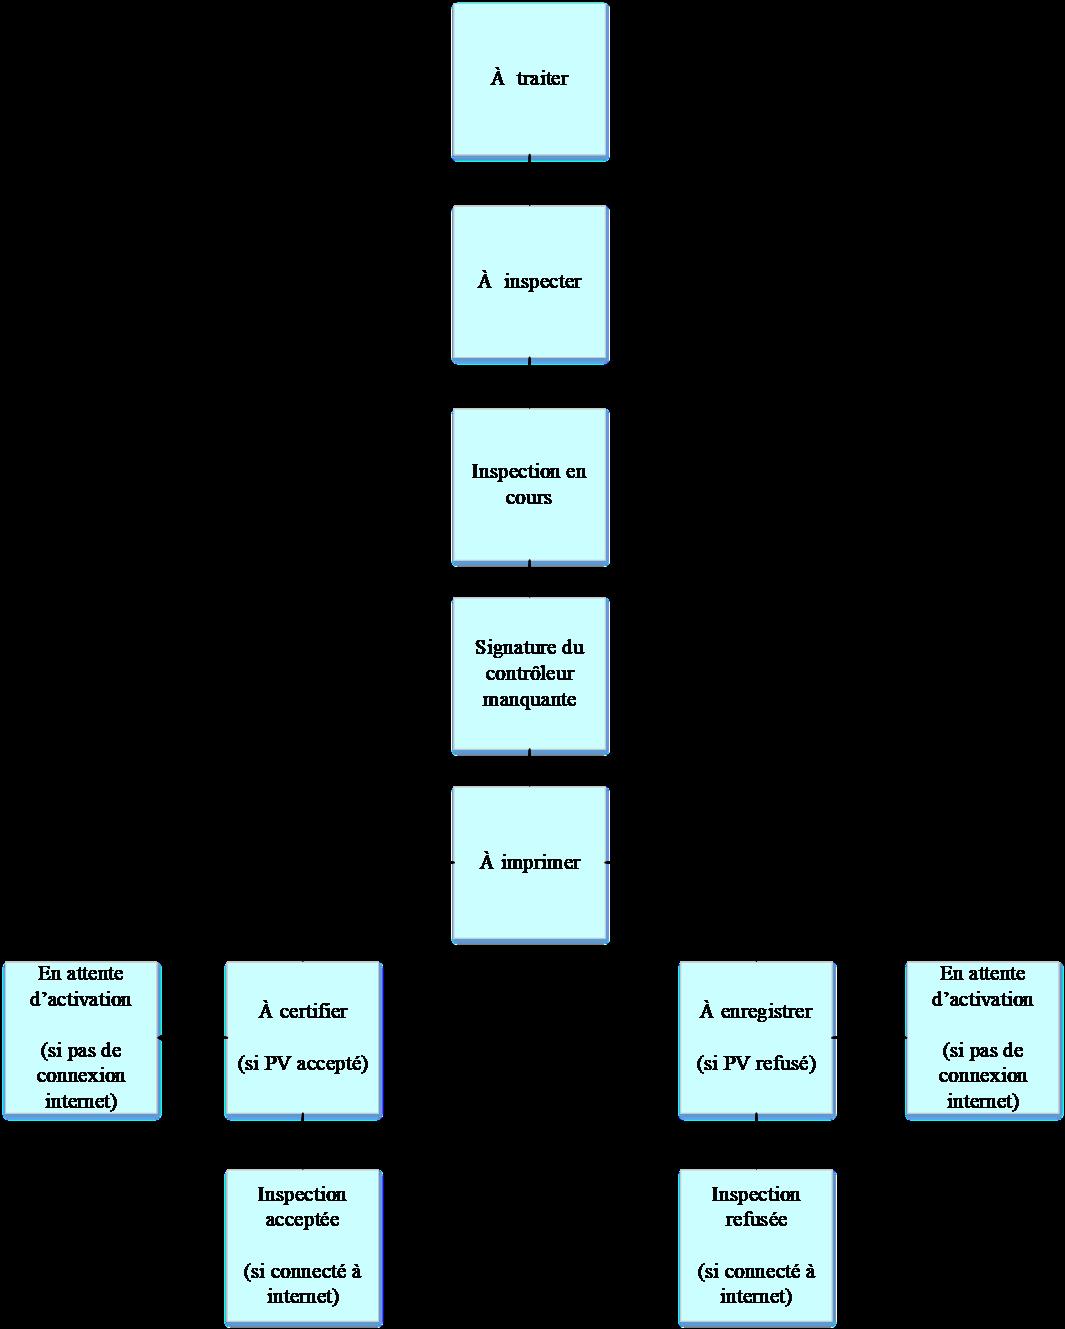 À traiter
À inspecter
Inspection en
cours
Signature du
contrôleur
manquante
À imprimer
En attente
d’activation
(si pas de
connexion
internet)
À certifier
(si PV accepté)
À enregistrer
(si PV refusé)
En attente
d’activation
(si pas de
connexion
internet)
Inspection
acceptée
(si connecté à
internet)
Inspection
refusée
(si connecté à
internet)